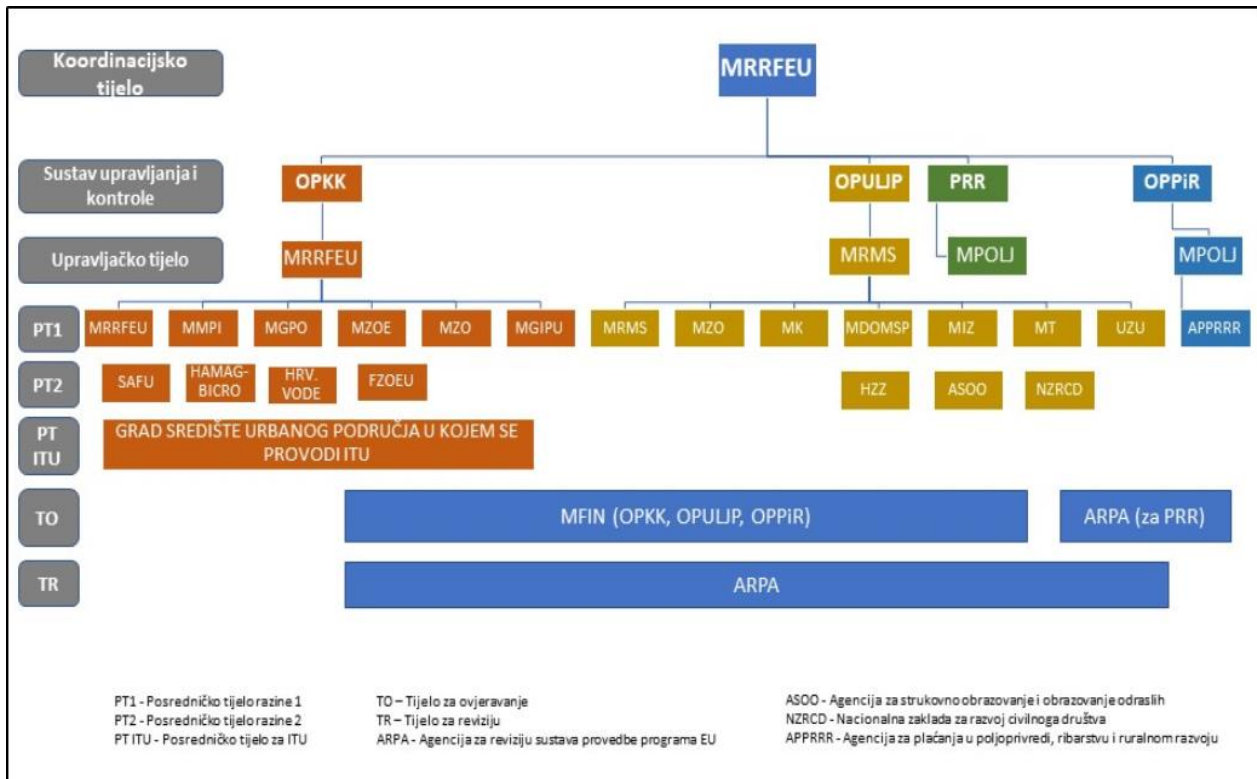 Koordinacijsko
tijelo
MRRFEU
Sustav upravljanja i
kontrole
OPKK
OPULJP
PRR
OPPiR
Upravljačko tijelo
MRRFEU
MRMS
MPOLJ
MPOLJ
PT1
MRRFEU
MMPI
MGPO
MZOE
MZO
MGIPU
MRMS
MZO
MK
MDOMSP
MIZ
MT
UZU
APPRRR
PT2
SAFU
HAMAG-
BICRO
HRV.
VODE
FZOEU
HZZ
ASOO
NZRCD
PT
ITU
GRAD SREDIŠTE URBANOG PODRUČJA U KOJEM SE
PROVODI ITU
TO
MFIN (OPKK, OPULJP, OPPiR)
ARPA (za PRR)
TR
ARPA
PT1 - Posredničko tijelo razine 1
PT2 - Posredničko tijelo razine 2
PT ITU - Posredničko tijelo za ITU
TO – Tijelo za ovjeravanje
TR – Tijelo za reviziju
ARPA – Agencija za reviziju sustava provedbe programa EU
ASOO - Agencija za strukovno obrazovanje i obrazovanje odraslih
NZRCD - Nacionalna zaklada za razvoj civilnoga društva
APPRRR - Agencija za plaćanja u poljoprivredi, ribarstvu i ruralnom razvoju